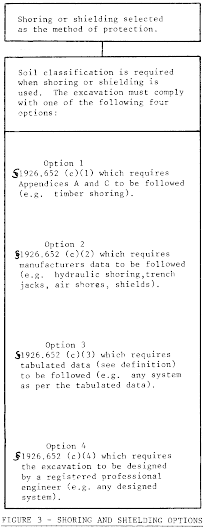 Shoring or shielding selected
as the method of protection.
Soil classification is required
when shoring or shielding is
used. The excavation must comply
with one of the following four
options:
Option 1
§1926.652 (c)(1) which requires
Appendices A and C to be followed
(e.g. timber shoring).
Option 2
§1926.652 (c)(2) which requires
manufacturers data to be followed
(e.g. hydraulic shoring,trench
jacks, air shores, shields).
Option 3
§1926.652 (c)(3) which requires
tabulated data (see definition)
to be followed (e.g. any system
as per the tabulated data).
Option 4
§1926.652 (c)(4) which requires
the excavation to be designed
by a registered professional
engineer (e.g. any designed
system).
FIGURE 3 - SHORING AND SHIELDING OPTIONS